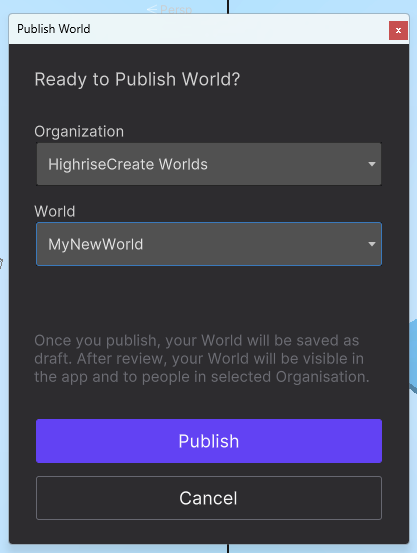 Persp
Publish World
x
Ready to Publish World?
Organization
HighriseCreate Worlds
World
MyNewWorld
Once you publish, your World will be saved as
draft. After review, your World will be visible in
the app and to people in selected Organisation.
Publish
Cancel